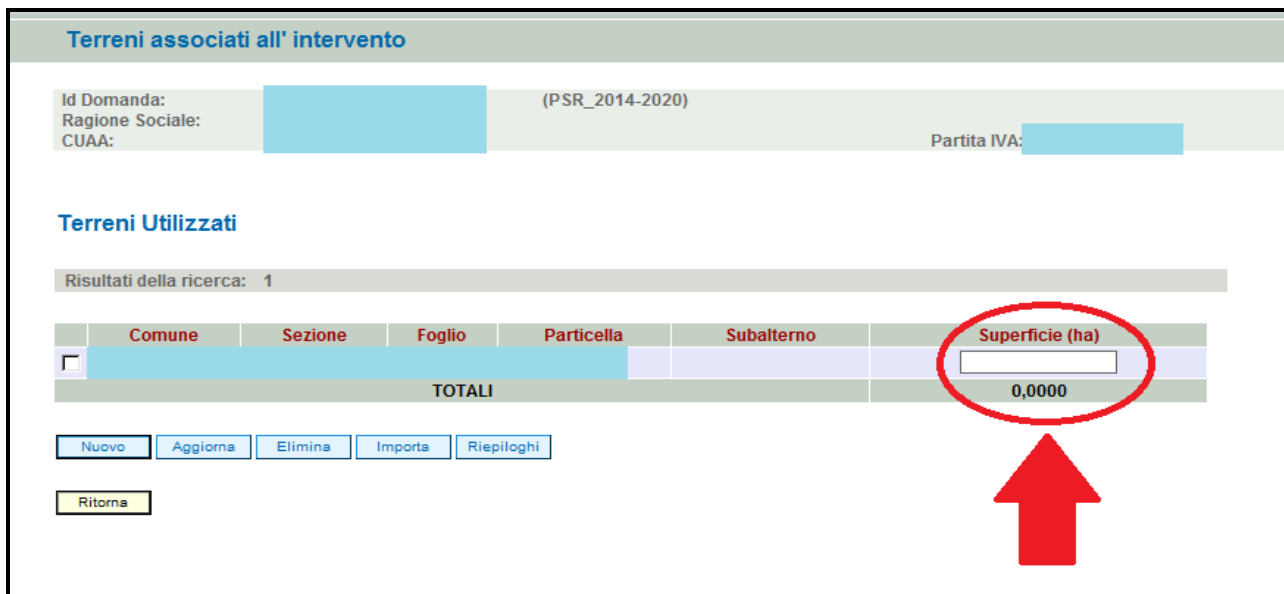 Terreni associati all' intervento
Id Domanda: (PSR_2014-2020)
Ragione Sociale:
CUAA: Partita IVA:
Terreni Utilizzati
Risultati della ricerca: 1
Comune Sezione Foglio Particella Subalterno Superficie (ha)
TOTALI 0,0000
Nuovo Aggiorna Elimina Importa Riepiloghi
Ritorna